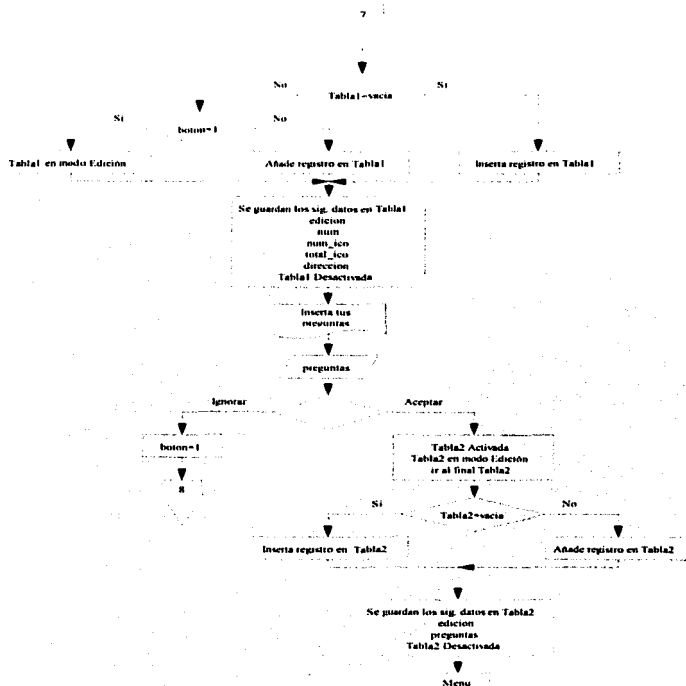 7
No
Tabla1=vacia
Si
Si
boton=1
No
Tabla1 en modo Edición
Añade registro en Tabla1
Inserta registro en Tabla1
Se guardan los sig. datos en Tabla1
edicion
num
num_ico
total_ico
direccion
Tabla1 Desactivada
Inserta tus
preguntas
preguntas
Ignorar
Aceptar
boton=1
8
Tabla2 Activada
Tabla2 en modo Edición
ir al final Tabla2
Si
Tabla2=vacia
No
Inserta registro en Tabla2
Añade registro en Tabla2
Se guardan los sig. datos en Tabla2
edicion
preguntas
Tabla2 Desactivada
Menu